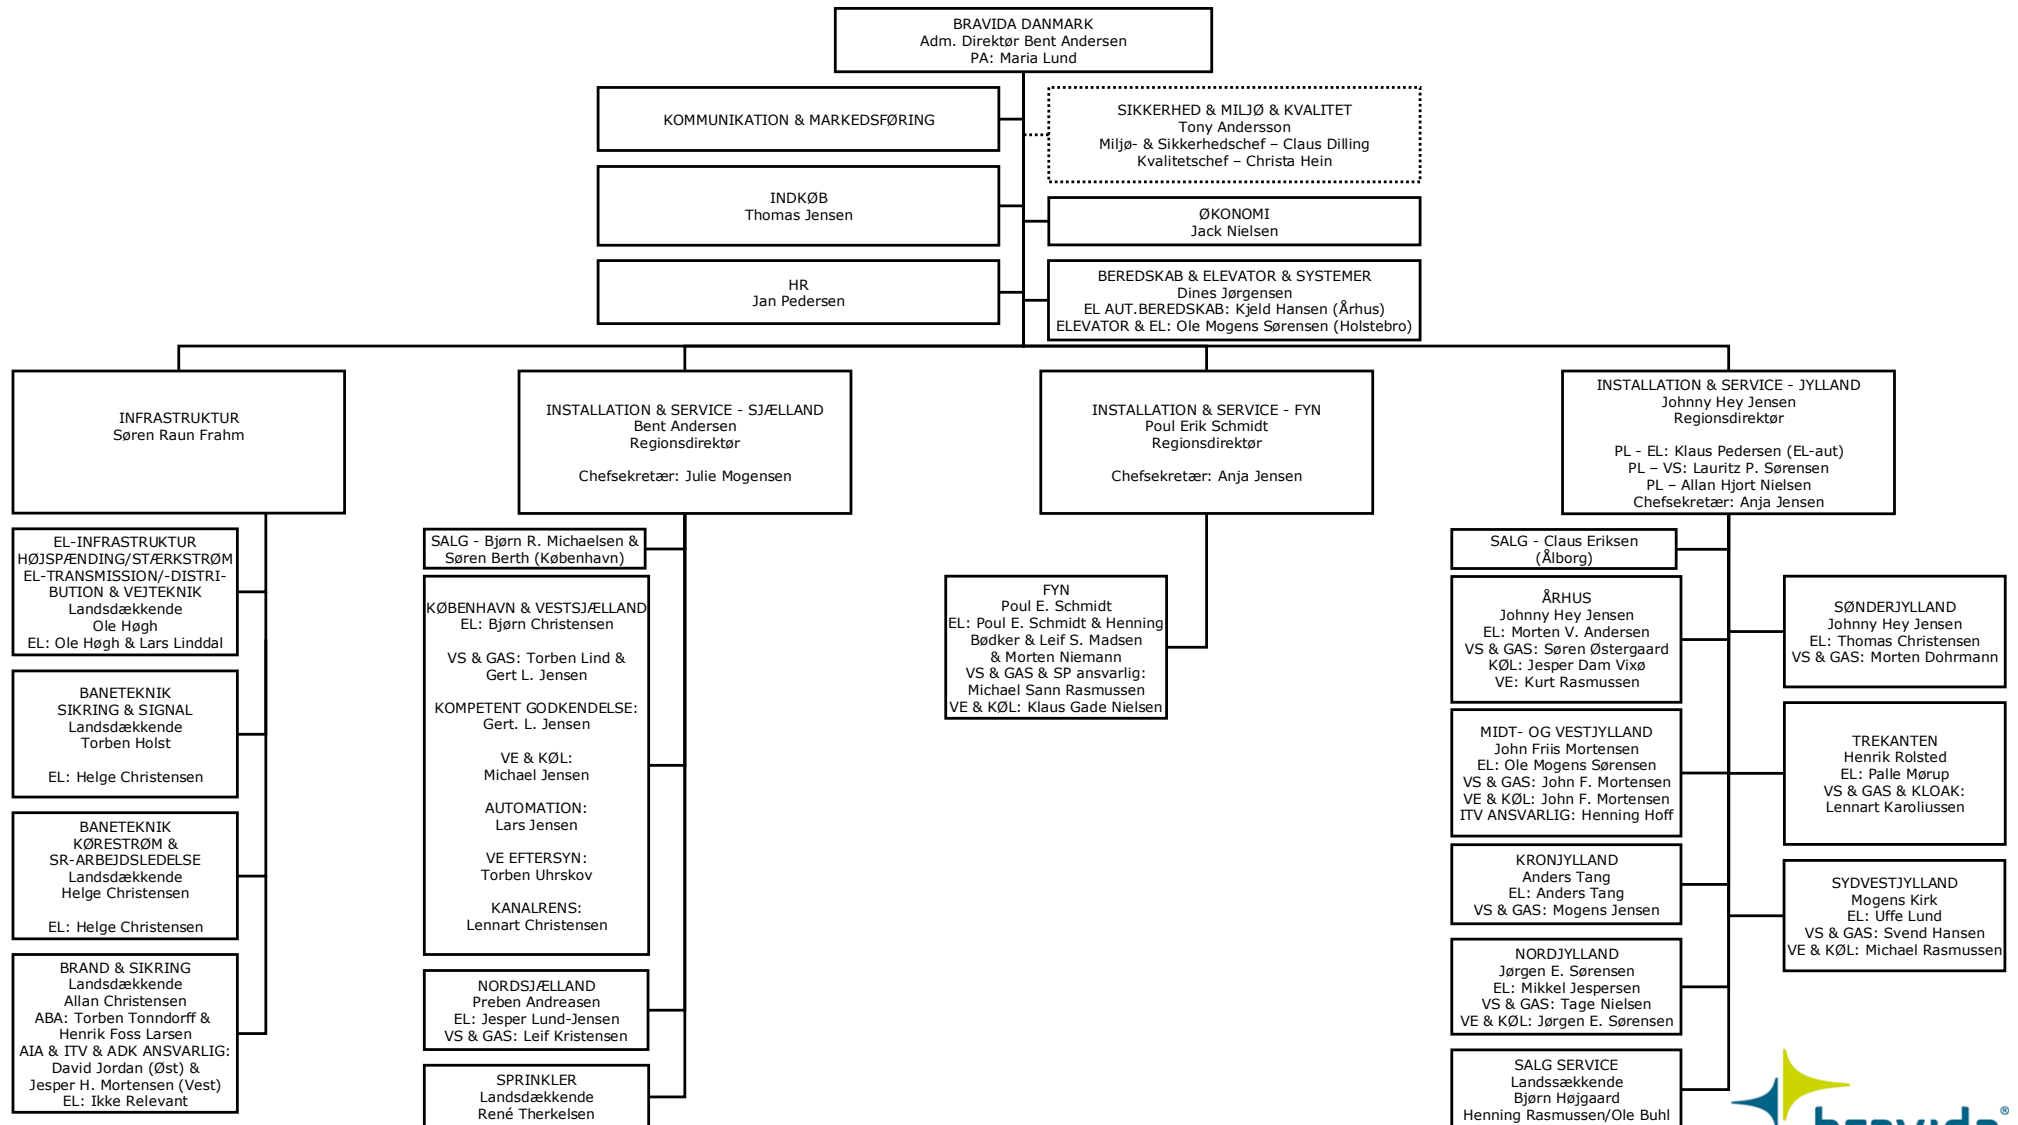 BRAVIDA DANMARK
Adm. Direktør Bent Andersen
PA: Maria Lund
KOMMUNIKATION & MARKEDSFØRING
SIKKERHED & MILJØ & KVALITET
Tony Andersson
Miljø- & Sikkerhedschef – Claus Dilling
Kvalitetschef – Christa Hein
INDKØB
Thomas Jensen
ØKONOMI
Jack Nielsen
HR
Jan Pedersen
BEREDSKAB & ELEVATOR & SYSTEMER
Dines Jørgensen
EL AUT.BEREDSKAB: Kjeld Hansen (Århus)
ELEVATOR & EL: Ole Mogens Sørensen (Holstebro)
INFRASTRUKTUR
Søren Raun Frahm
INSTALLATION & SERVICE - SJÆLLAND
Bent Andersen
Regionsdirektør
Chefsekretær: Julie Mogensen
INSTALLATION & SERVICE - FYN
Poul Erik Schmidt
Regionsdirektør
Chefsekretær: Anja Jensen
INSTALLATION & SERVICE - JYLLAND
Johnny Hey Jensen
Regionsdirektør
PL - EL: Klaus Pedersen (EL-aut)
PL – VS: Lauritz P. Sørensen
PL – Allan Hjort Nielsen
Chefsekretær: Anja Jensen
EL-INFRASTRUKTUR
HØJSPÆNDING/STÆRKSTRØM
EL-TRANSMISSION/-DISTRI-
BUTION & VEJTEKNIK
Landsdækkende
Ole Høgh
EL: Ole Høgh & Lars Linddal
BANETEKNIK
SIKRING & SIGNAL
Landsdækkende
Torben Holst
EL: Helge Christensen
BANETEKNIK
KØRESTRØM &
SR-ARBEJDSLEDELSE
Landsdækkende
Helge Christensen
EL: Helge Christensen
BRAND & SIKRING
Landsdækkende
Allan Christensen
ABA: Torben Tonndorff &
Henrik Foss Larsen
AIA & ITV & ADK ANSVARLIG:
David Jordan (Øst) &
Jesper H. Mortensen (Vest)
EL: Ikke Relevant
SALG - Bjørn R. Michaelsen &
Søren Berth (København)
KØBENHAVN & VESTSJÆLLAND
EL: Bjørn Christensen
VS & GAS: Torben Lind &
Gert L. Jensen
KOMPETENT GODKENDELSE:
Gert. L. Jensen
VE & KØL:
Michael Jensen
AUTOMATION:
Lars Jensen
VE EFTERSYN:
Torben Uhrskov
KANALRENS:
Lennart Christensen
NORDSJÆLLAND
Preben Andreasen
EL: Jesper Lund-Jensen
VS & GAS: Leif Kristensen
SPRINKLER
Landsdækkende
René Therkelsen
FYN
Poul E. Schmidt
EL: Poul E. Schmidt & Henning
Bødker & Leif S. Madsen
& Morten Niemann
VS & GAS & SP ansvarlig:
Michael Sann Rasmussen
VE & KØL: Klaus Gade Nielsen
SALG - Claus Eriksen
(Ålborg)
ÅRHUS
Johnny Hey Jensen
EL: Morten V. Andersen
VS & GAS: Søren Østergaard
KØL: Jesper Dam Vixø
VE: Kurt Rasmussen
MIDT- OG VESTJYLLAND
John Friis Mortensen
EL: Ole Mogens Sørensen
VS & GAS: John F. Mortensen
VE & KØL: John F. Mortensen
ITV ANSVARLIG: Henning Hoff
KRONJYLLAND
Anders Tang
EL: Anders Tang
VS & GAS: Mogens Jensen
NORDJYLLAND
Jørgen E. Sørensen
EL: Mikkel Jespersen
VS & GAS: Tage Nielsen
VE & KØL: Jørgen E. Sørensen
SALG SERVICE
Landssækkende
Bjørn Højgaard
Henning Rasmussen/Ole Buhl
SØNDERJYLLAND
Johnny Hey Jensen
EL: Thomas Christensen
VS & GAS: Morten Dohrmann
TREKANTEN
Henrik Rolsted
EL: Palle Mørup
VS & GAS & KLOAK:
Lennart Karoliussen
SYDVESTJYLLAND
Mogens Kirk
EL: Uffe Lund
VS & GAS: Svend Hansen
VE & KØL: Michael Rasmussen
bravida®